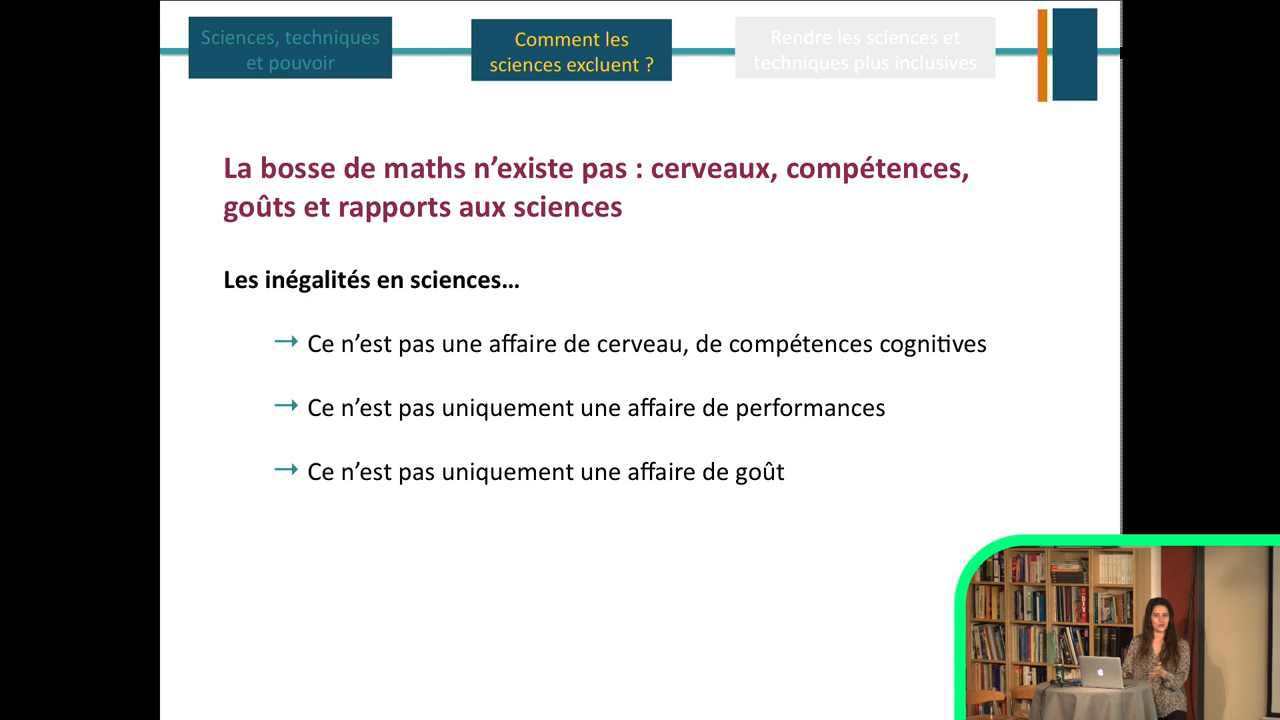 Sciences, techniques
et pouvoir
Comment les
sciences excluent ?
Rendre les sciences et
techniques plus inclusives
La bosse de maths n’existe pas : cerveaux, compétences,
goûts et rapports aux sciences
Les inégalités en sciences...
→ Ce n’est pas une affaire de cerveau, de compétences cognitives
→ Ce n’est pas uniquement une affaire de performances
→ Ce n’est pas uniquement une affaire de goût